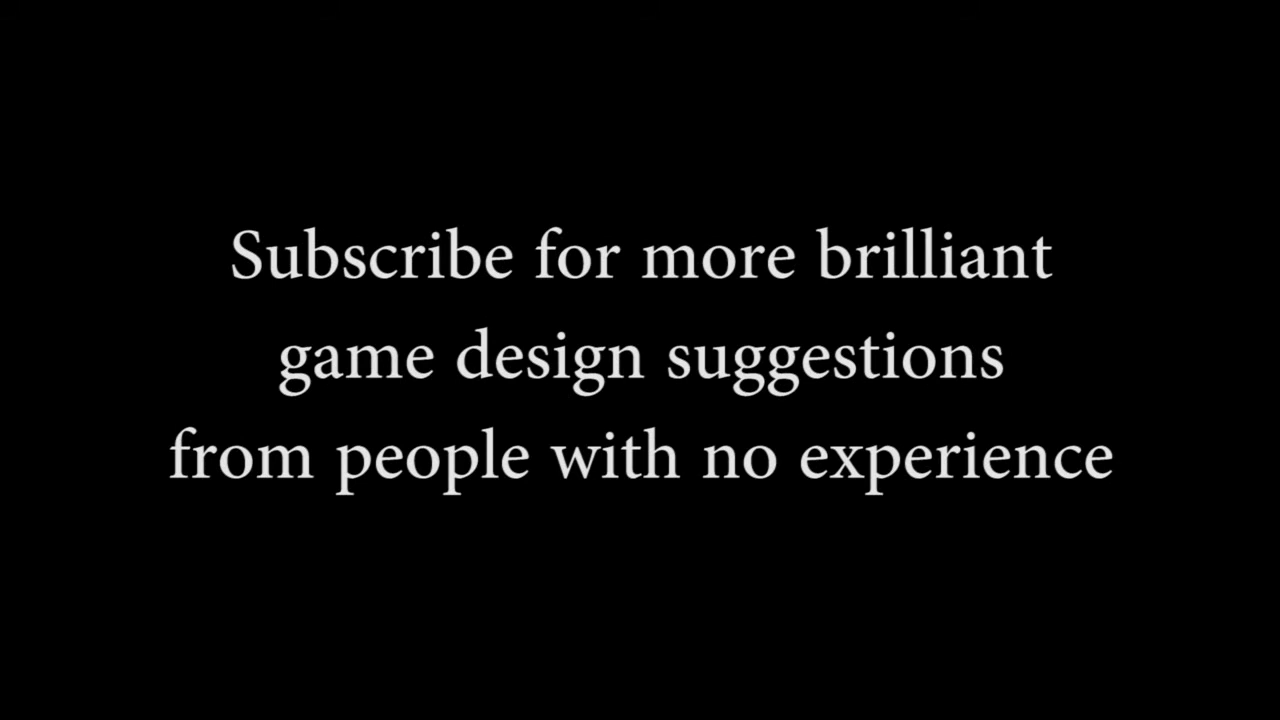 Subscribe for more brilliant
game design suggestions
from people with no experience